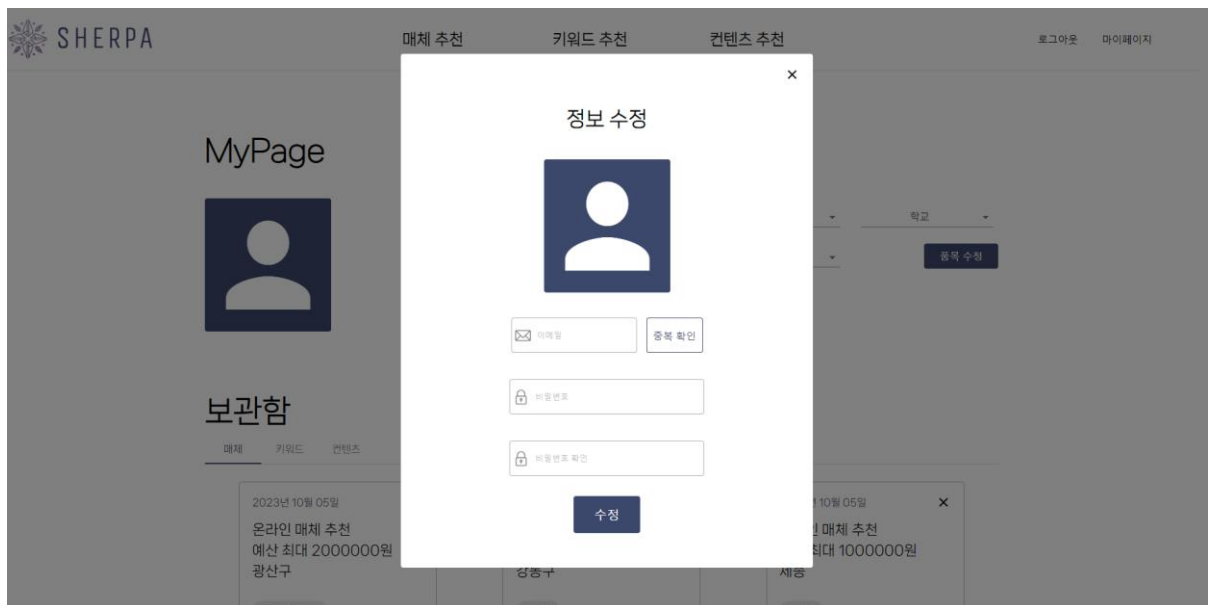 SHERPA
매체 추천
키워드 추천
컨텐츠 추천
로그아웃
마이페이지
×
정보 수정
MyPage
학교
품목 수정
이메일
중복 확인
비밀번호
비밀번호 확인
수정
보관함
매체
키워드
컨텐츠
2023년 10월 05일
온라인 매체 추천
예산 최대 2000000원
광산구
강동구
10월 05일
×
매체 추천
최대 1000000원
세종